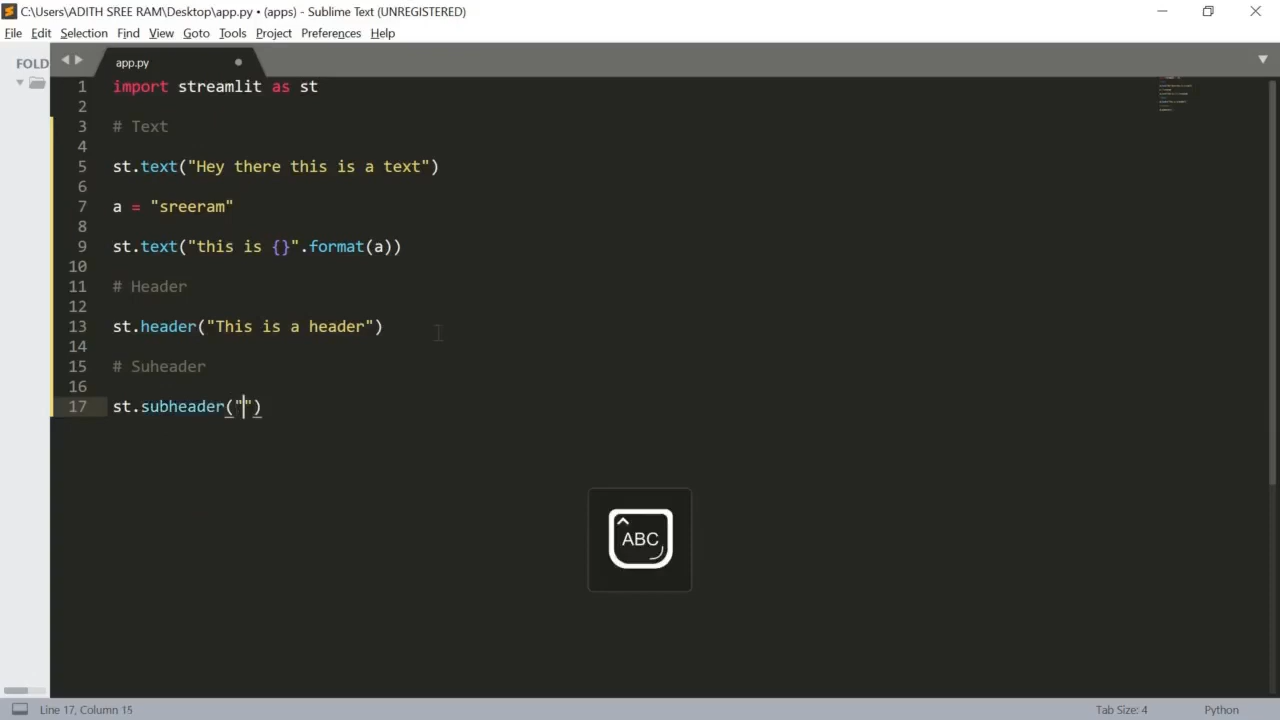 C:\Users\ADITH SREE RAM\Desktop\app.py • (apps) - Sublime Text (UNREGISTERED)
File Edit Selection Find View Goto Tools Project Preferences Help
FOLD
app.py
1 import streamlit as st
2
3 # Text
4
5 st.text("Hey there this is a text")
6
7 a = "sreeram"
8
9 st.text("this is {}".format(a))
10
11 # Header
12
13 st.header("This is a header")
14
15 # Suheader
16
17 st.subheader("")
ABC
Line 17, Column 15
Tab Size: 4
Python